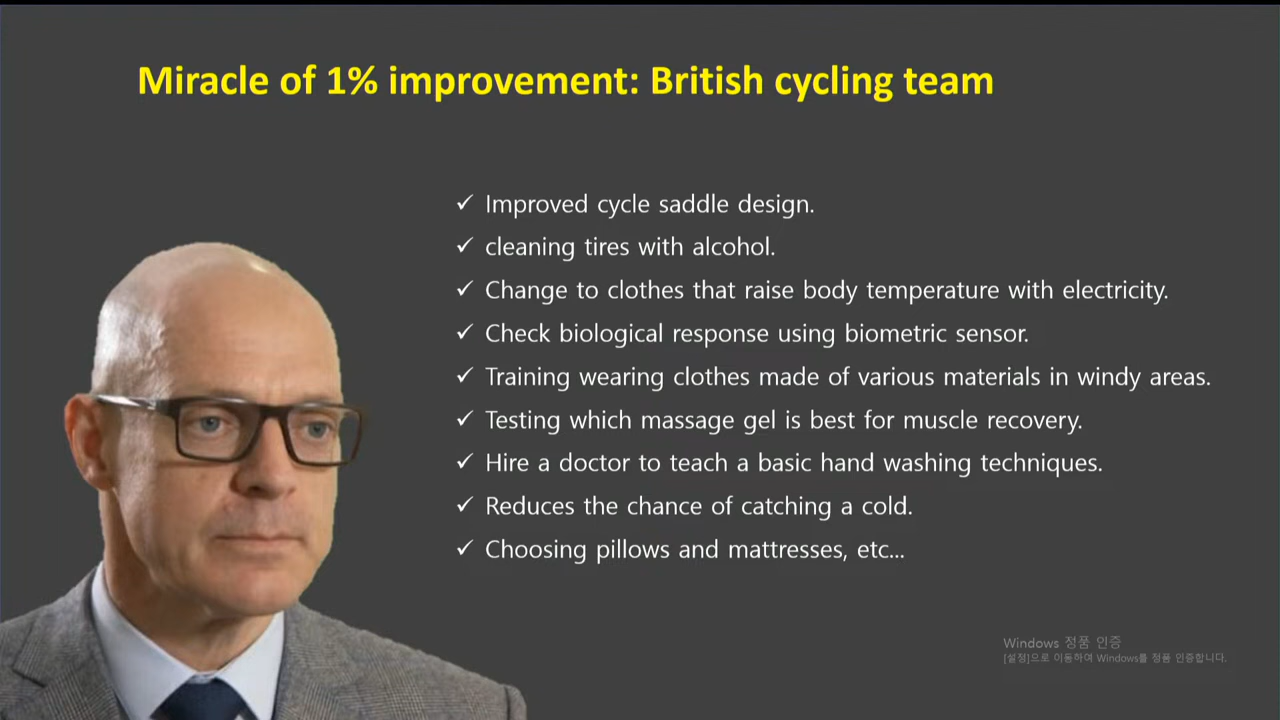 Miracle of 1% improvement: British cycling team
✓ Improved cycle saddle design.
✓ cleaning tires with alcohol.
✓ Change to clothes that raise body temperature with electricity.
✓ Check biological response using biometric sensor.
✓ Training wearing clothes made of various materials in windy areas.
✓ Testing which massage gel is best for muscle recovery.
✓ Hire a doctor to teach a basic hand washing techniques.
✓ Reduces the chance of catching a cold.
✓ Choosing pillows and mattresses, etc...
Windows 정품 인증
[설정]으로 이동하여 Windows를 정품 인증합니다.